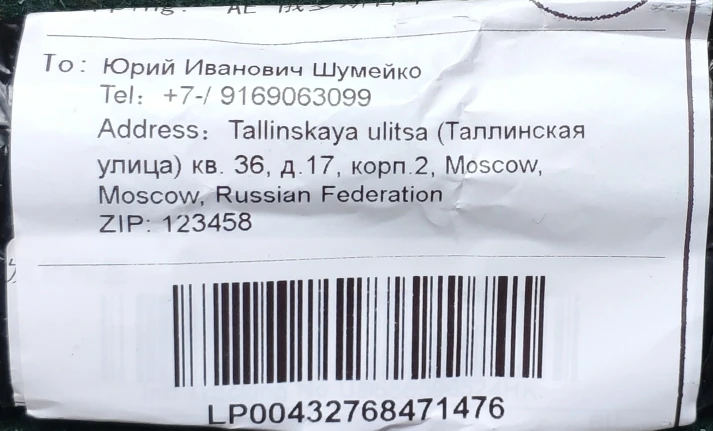 To: Юрий Иванович Шумейко
Tel: +7-/ 9169063099
Address: Tallinskaya ulitsa (Таллинская
улица) кв. 36, д.17, корп.2, Moscow,
Moscow, Russian Federation
ZIP: 123458
LP00432768471476